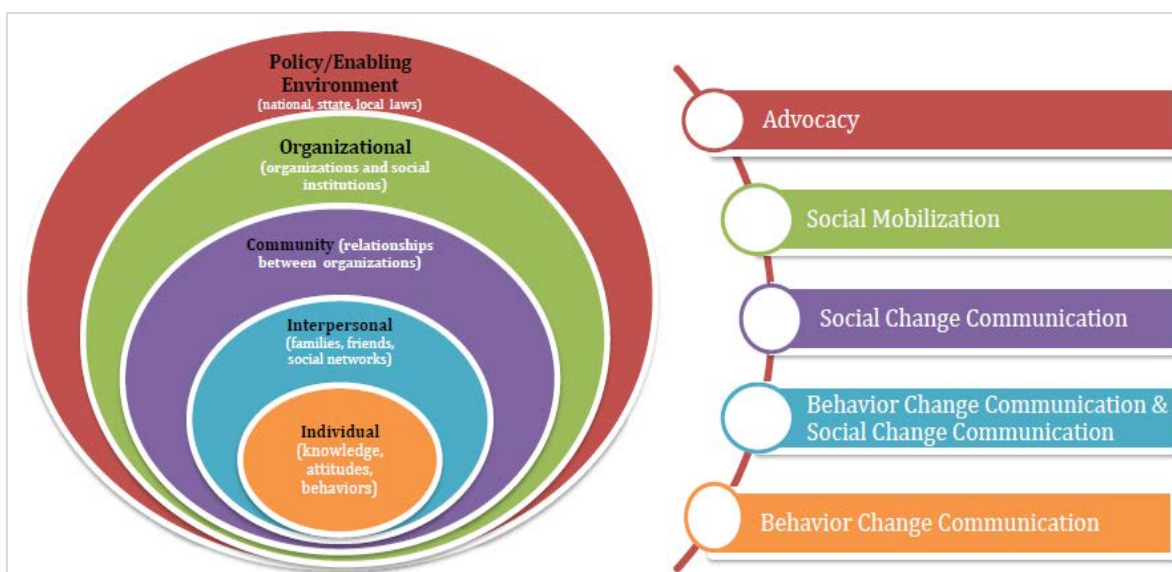 Policy/Enabling
Environment
(national, sttate, local laws)
Organizational
(organizations and social
institutions)
Community (relationships
between organizations)
Interpersonal
(families, friends,
social networks)
Individual
(knowledge,
attitudes,
behaviors)
Advocacy
Social Mobilization
Social Change Communication
Behavior Change Communication &
Social Change Communication
Behavior Change Communication